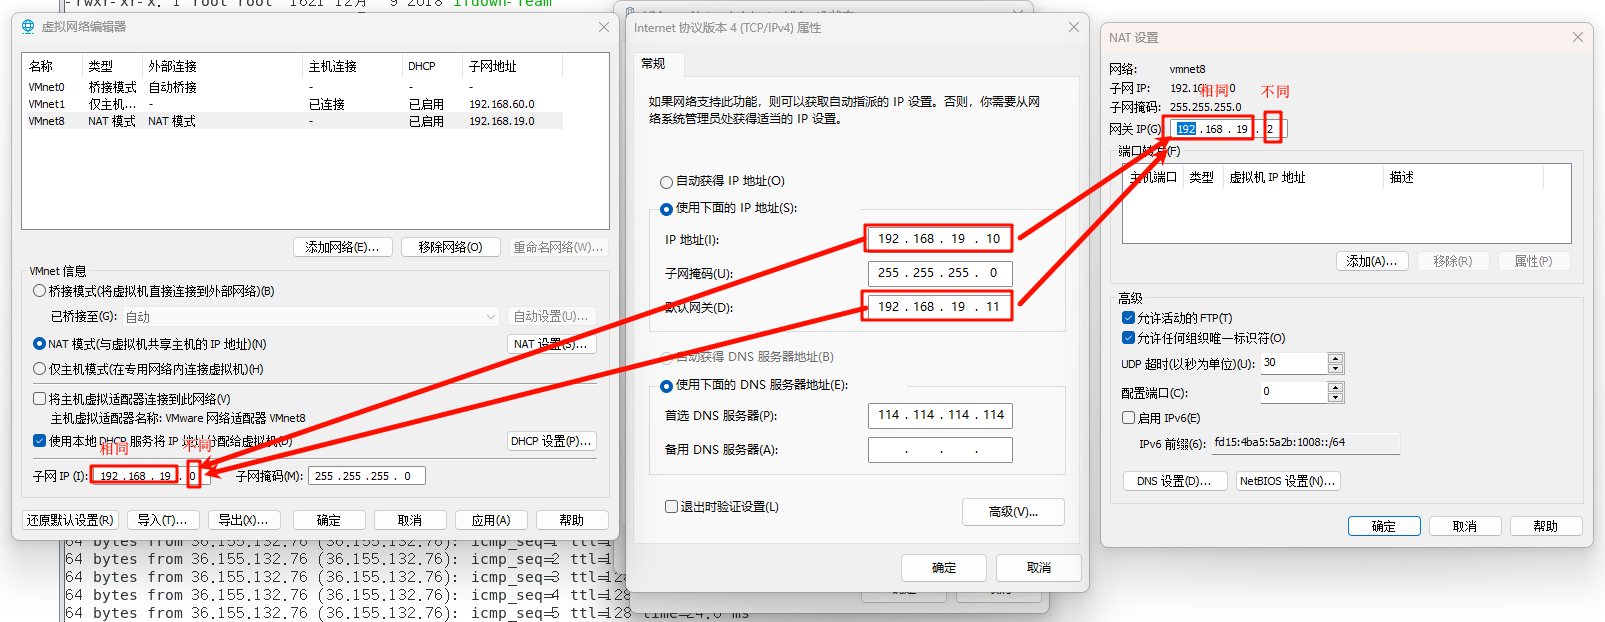 -rwxr-xr-x. 1 root root 1621 12月 9 2018 ifdown-Team
虚拟网络编辑器
名称 类型 外部连接 主机连接 DHCP 子网地址
VMnet0 桥接模式 自动桥接 - - -
VMnet1 仅主机... - 已连接 已启用 192.168.60.0
VMnet8 NAT 模式 NAT 模式 - 已启用 192.168.19.0
添加网络(E)... 移除网络(O) 重命名网络(W)...
VMnet 信息
桥接模式(将虚拟机直接连接到外部网络)(B)
已桥接至(G): 自动 自动设置(U)...
NAT 模式(与虚拟机共享主机的 IP 地址)(N) NAT 设置(S)...
仅主机模式(在专用网络内连接虚拟机)(H)
将主机虚拟适配器连接到此网络(V)
主机虚拟适配器名称: VMware 网络适配器 VMnet8
使用本地 DHCP 服务将 IP 地址分配给虚拟机(D) DHCP 设置(P)...
相同 不同
子网 IP (I): 192 . 168 . 19 . 0 子网掩码(M): 255 . 255 . 255 . 0
还原默认设置(R) 导入(T)... 导出(X)... 确定 取消 应用(A) 帮助
64 bytes from 36.155.132.76 (36.155.132.76): icmp_seq=1 ttl=1
64 bytes from 36.155.132.76 (36.155.132.76): icmp_seq=2 ttl=1
64 bytes from 36.155.132.76 (36.155.132.76): icmp_seq=3 ttl=128
64 bytes from 36.155.132.76 (36.155.132.76): icmp_seq=4 ttl=128
64 bytes from 36.155.132.76 (36.155.132.76): icmp_seq=5 ttl=128 time=24.6 ms
Internet 协议版本 4 (TCP/IPv4) 属性
常规
如果网络支持此功能，则可以获取自动指派的 IP 设置。否则，你需要从网
络系统管理员处获得适当的 IP 设置。
自动获得 IP 地址(O)
使用下面的 IP 地址(S):
IP 地址(I): 192 . 168 . 19 . 10
子网掩码(U): 255 . 255 . 255 . 0
默认网关(D): 192 . 168 . 19 . 11
自动获得 DNS 服务器地址(B)
使用下面的 DNS 服务器地址(E):
首选 DNS 服务器(P): 114 . 114 . 114 . 114
备用 DNS 服务器(A): . . .
退出时验证设置(L) 高级(V)...
确定 取消
NAT 设置
网络: vmnet8
子网 IP: 192.16 0
相同 不同
子网掩码: 255.255.255.0
网关 IP(G): 192 . 168 . 19 . 2
端口转发(F)
主机端口 类型 虚拟机 IP 地址 描述
添加(A)... 移除(R) 属性(P)
高级
允许活动的 FTP(T)
允许任何组织唯一标识符(O)
UDP 超时(以秒为单位)(U): 30
配置端口(C): 0
启用 IPv6(E)
IPv6 前缀(6): fd15:4ba5:5a2b:1008::/64
DNS 设置(D)... NetBIOS 设置(N)...
确定 取消 帮助